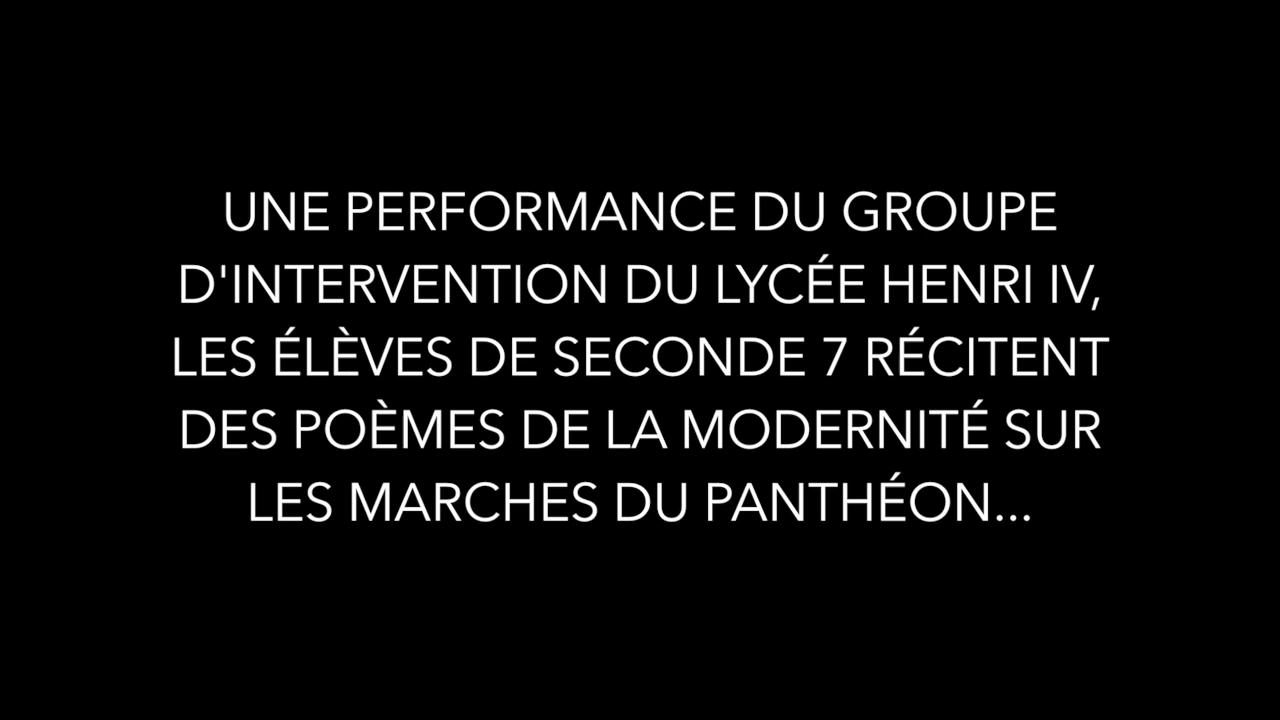 UNE PERFORMANCE DU GROUPE
D'INTERVENTION DU LYCÉE HENRI IV,
LES ÉLÈVES DE SECONDE 7 RÉCITENT
DES POÈMES DE LA MODERNITÉ SUR
LES MARCHES DU PANTHÉON...